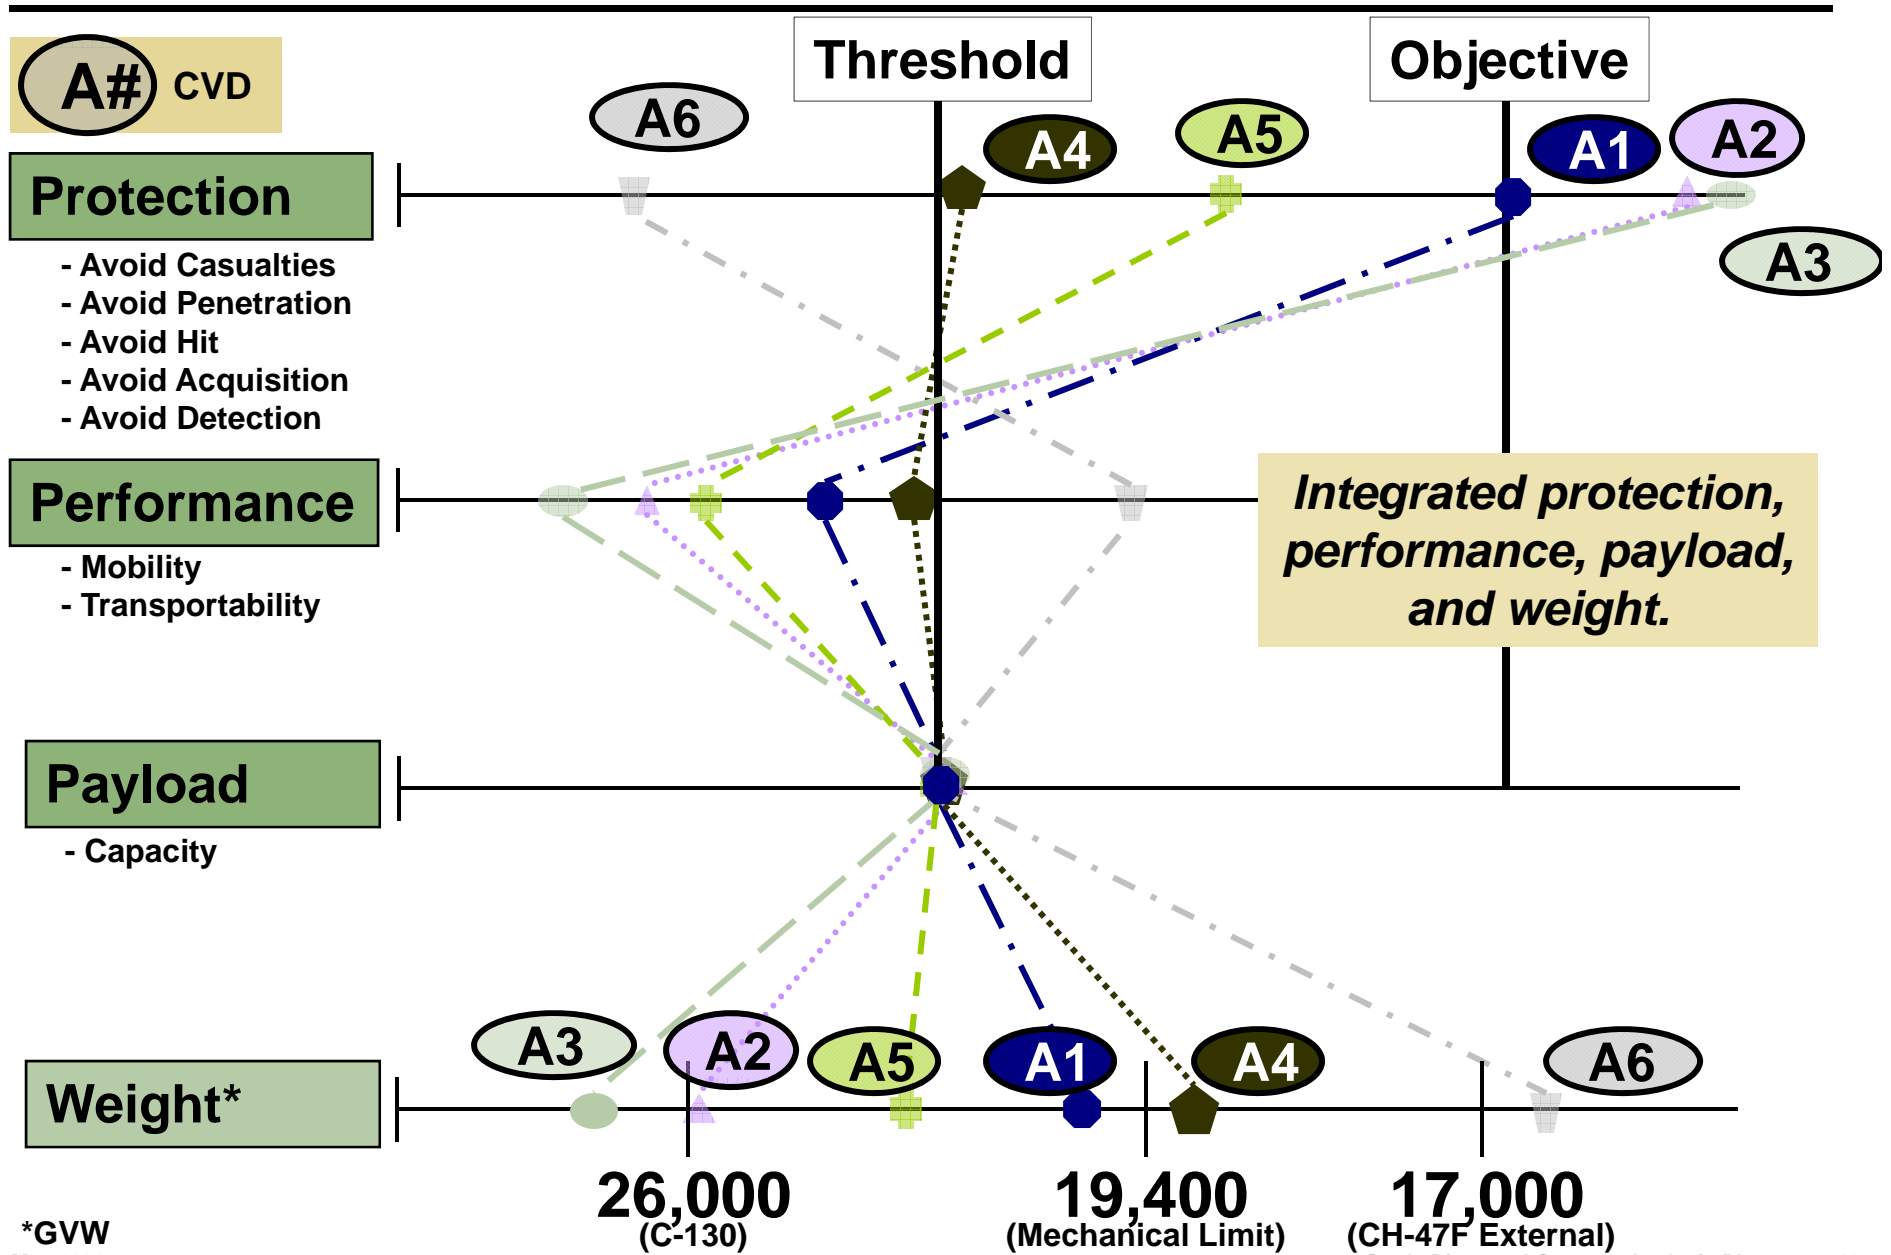 Threshold
Objective
A# CVD
A6
A4
A5
A1
A2
A3
Protection
- Avoid Casualties
- Avoid Penetration
- Avoid Hit
- Avoid Acquisition
- Avoid Detection
Performance
- Mobility
- Transportability
Integrated protection,
performance, payload,
and weight.
Payload
- Capacity
A3
A2
A5
A1
A4
A6
Weight*
26,000
(C-130)
19,400
(Mechanical Limit)
17,000
(CH-47F External)
*GVW